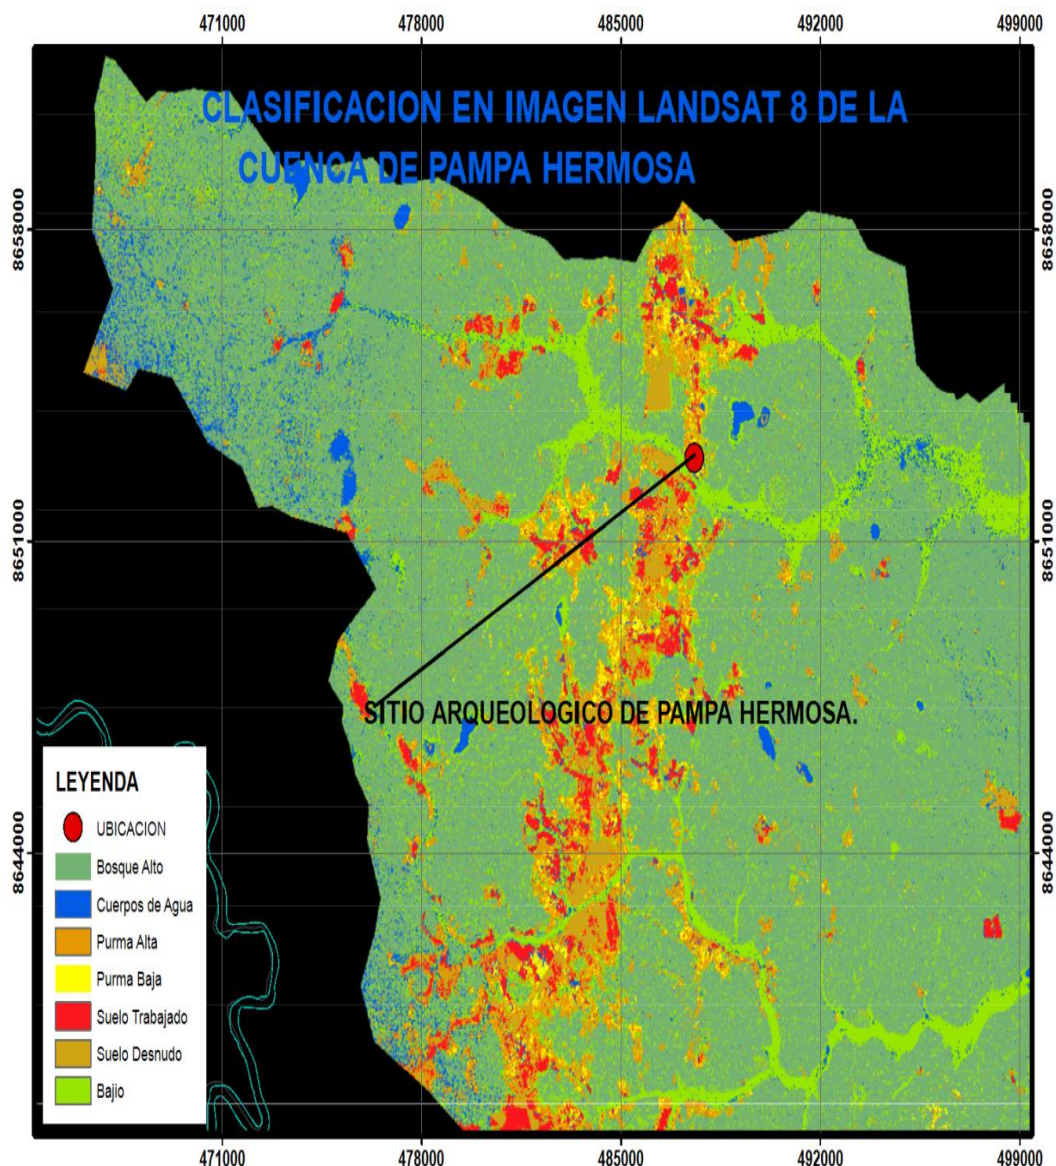 471000 478000 485000 492000 499000
CLASIFICACION EN IMAGEN LANDSAT 8 DE LA
CUENCA DE PAMPA HERMOSA
8658000 8658000
8651000 8651000
SITIO ARQUEOLOGICO DE PAMPA HERMOSA.
LEYENDA
UBICACION
8644000 8644000
Bosque Alto
Cuerpos de Agua
Purma Alta
Purma Baja
Suelo Trabajado
Suelo Desnudo
Bajio
471000 478000 485000 492000 499000